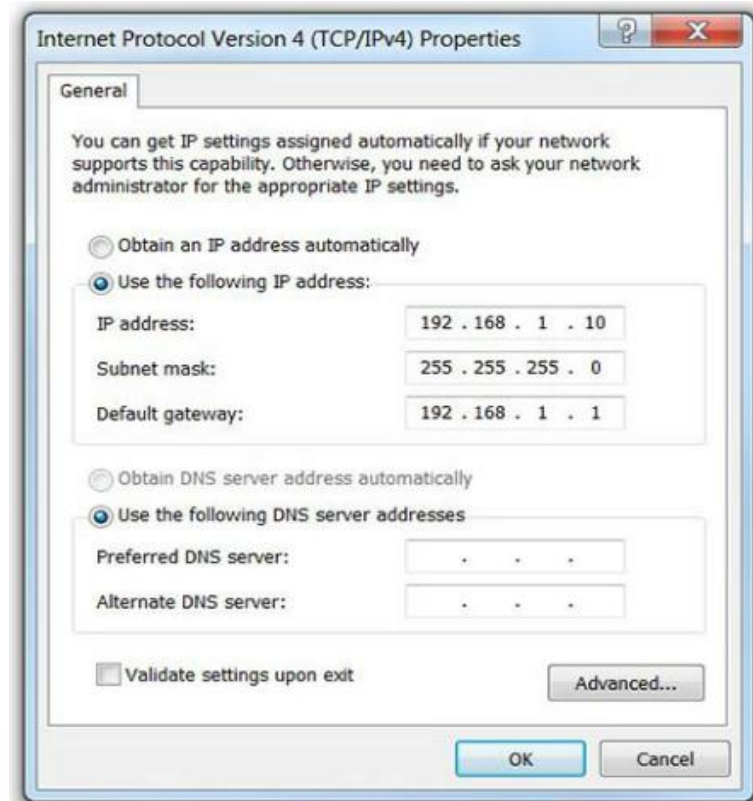 Internet Protocol Version 4 (TCP/IPv4) Properties
General
You can get IP settings assigned automatically if your network
supports this capability. Otherwise, you need to ask your network
administrator for the appropriate IP settings.
Obtain an IP address automatically
Use the following IP address:
IP address: 192 . 168 . 1 . 10
Subnet mask: 255 . 255 . 255 . 0
Default gateway: 192 . 168 . 1 . 1
Obtain DNS server address automatically
Use the following DNS server addresses
Preferred DNS server: . . .
Alternate DNS server: . . .
Validate settings upon exit
Advanced...
OK Cancel